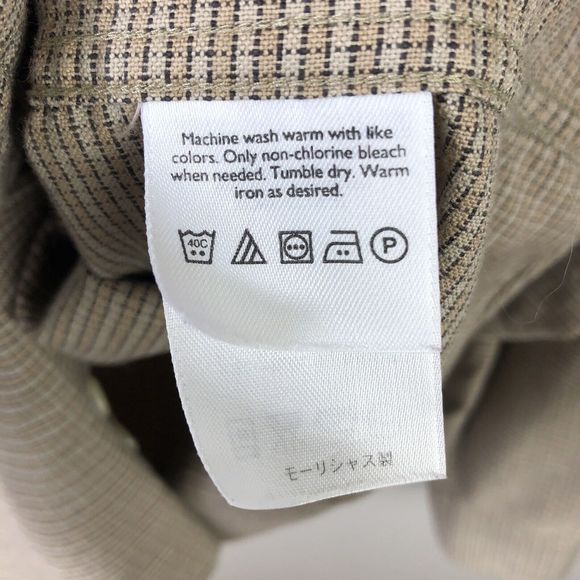 Machine wash warm with like
colors. Only non-chlorine bleach
when needed. Tumble dry. Warm
iron as desired.
40C P
モーリシャス製